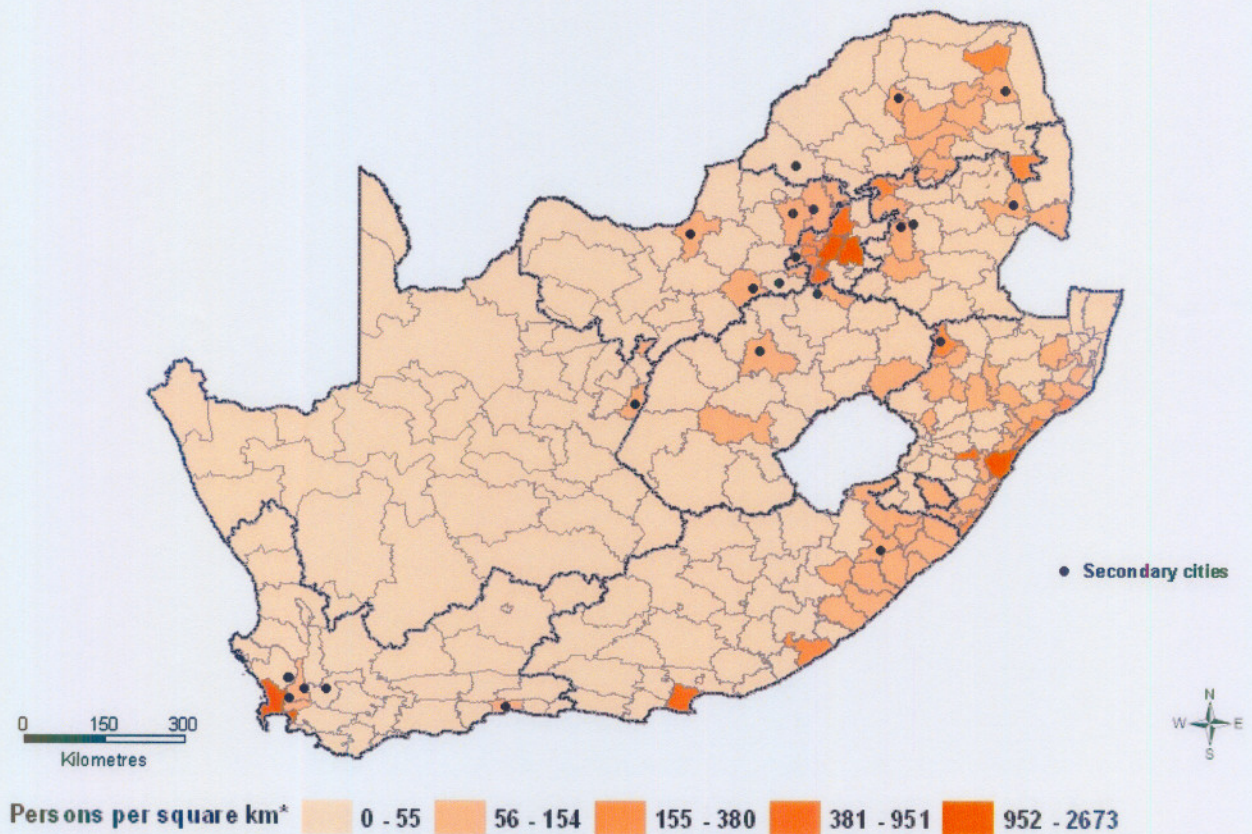 Secondary cities
0 150 300
Kilometres
N
W E
S
Persons per square km* 0 - 55 56 - 154 155 - 380 381 - 951 952 - 2673